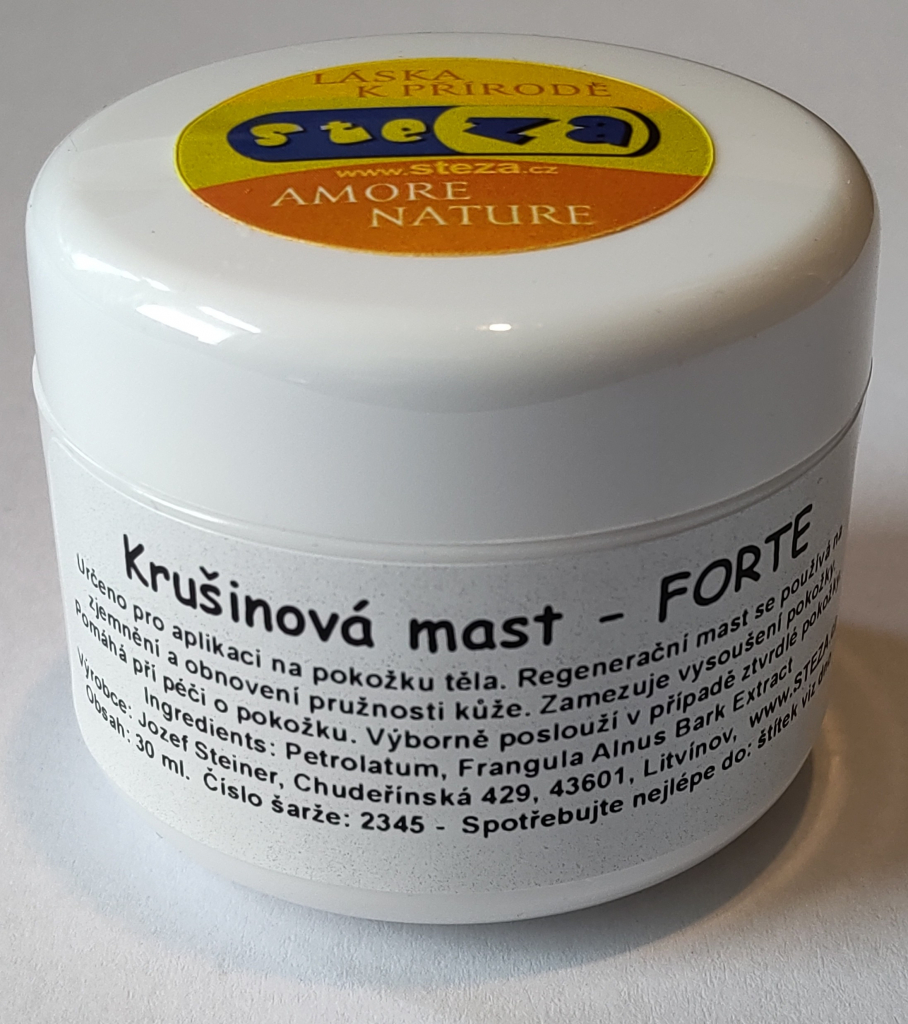 LÁSKA
K PŘÍRODĚ
steza
www.steza.cz
AMORE
NATURE
Krušinová mast - FORTE
Určeno pro aplikaci na pokožku těla. Regenerační mast se používá na
zjemnění a obnovení pružnosti kůže. Zamezuje vysoušení pokožky.
Pomáhá při péči o pokožku. Výborně poslouží v případě ztvrdlé pokožky.
Ingredients: Petrolatum, Frangula Alnus Bark Extract
Výrobce: Jozef Steiner, Chudeřínská 429, 43601, Litvínov, www.STEZA.
Obsah: 30 ml. Číslo šarže: 2345 - Spotřebujte nejlépe do: štítek viz